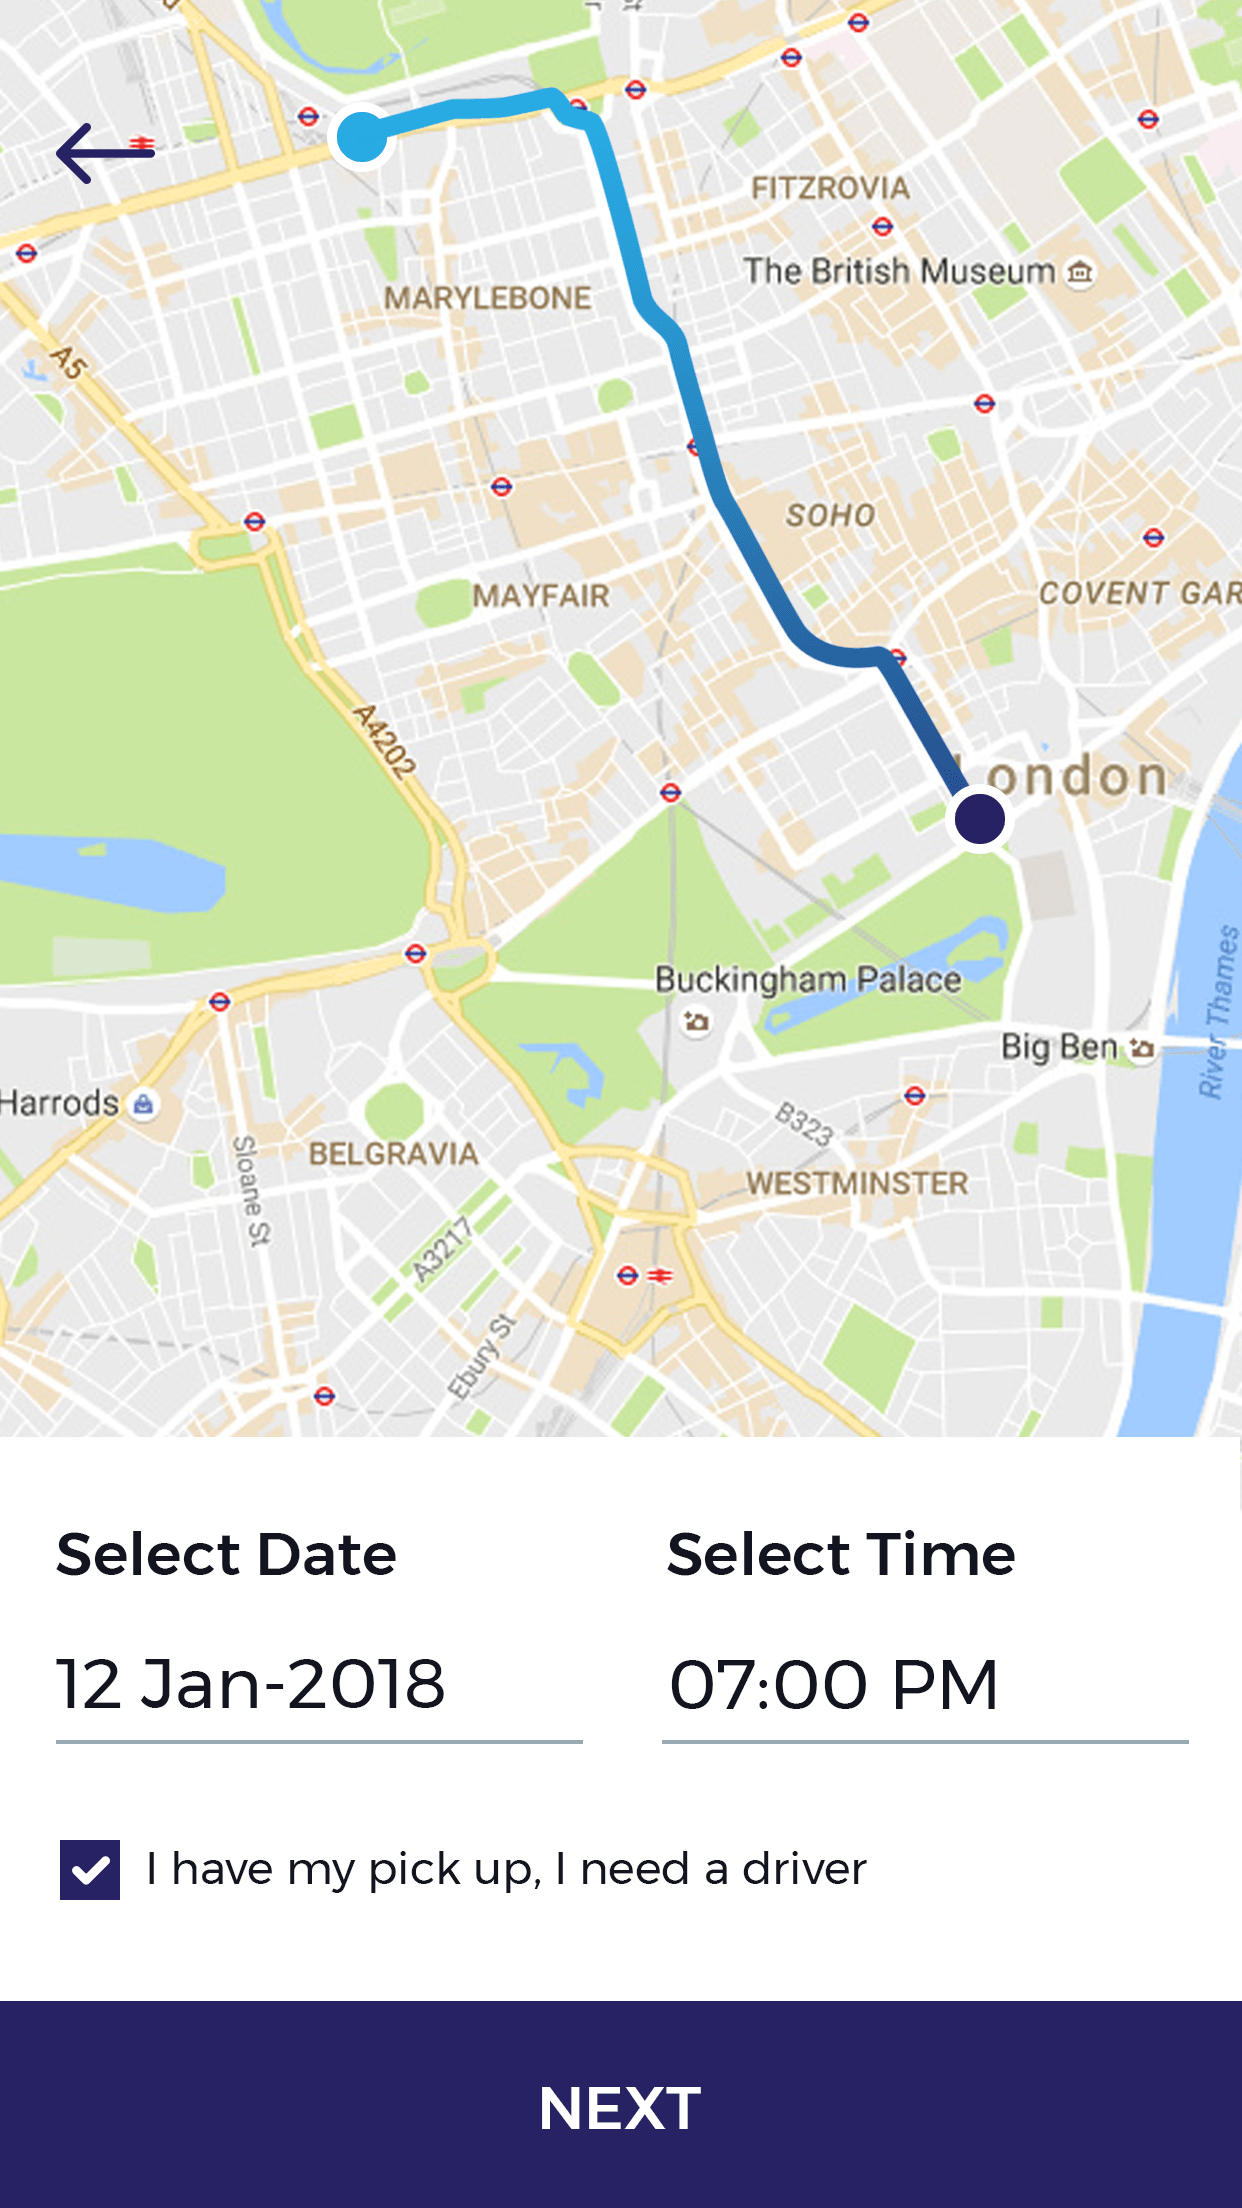 FITZROVIA
The British Museum
MARYLEBONE
A5
SOHO
MAYFAIR
COVENT GAR
A4202
London
Buckingham Palace
River Thames
Big Ben
Harrods
B323
Sloane St
BELGRAVIA
WESTMINSTER
A3217
Ebury St
Select Date
Select Time
12 Jan-2018
07:00 PM
I have my pick up, I need a driver
NEXT